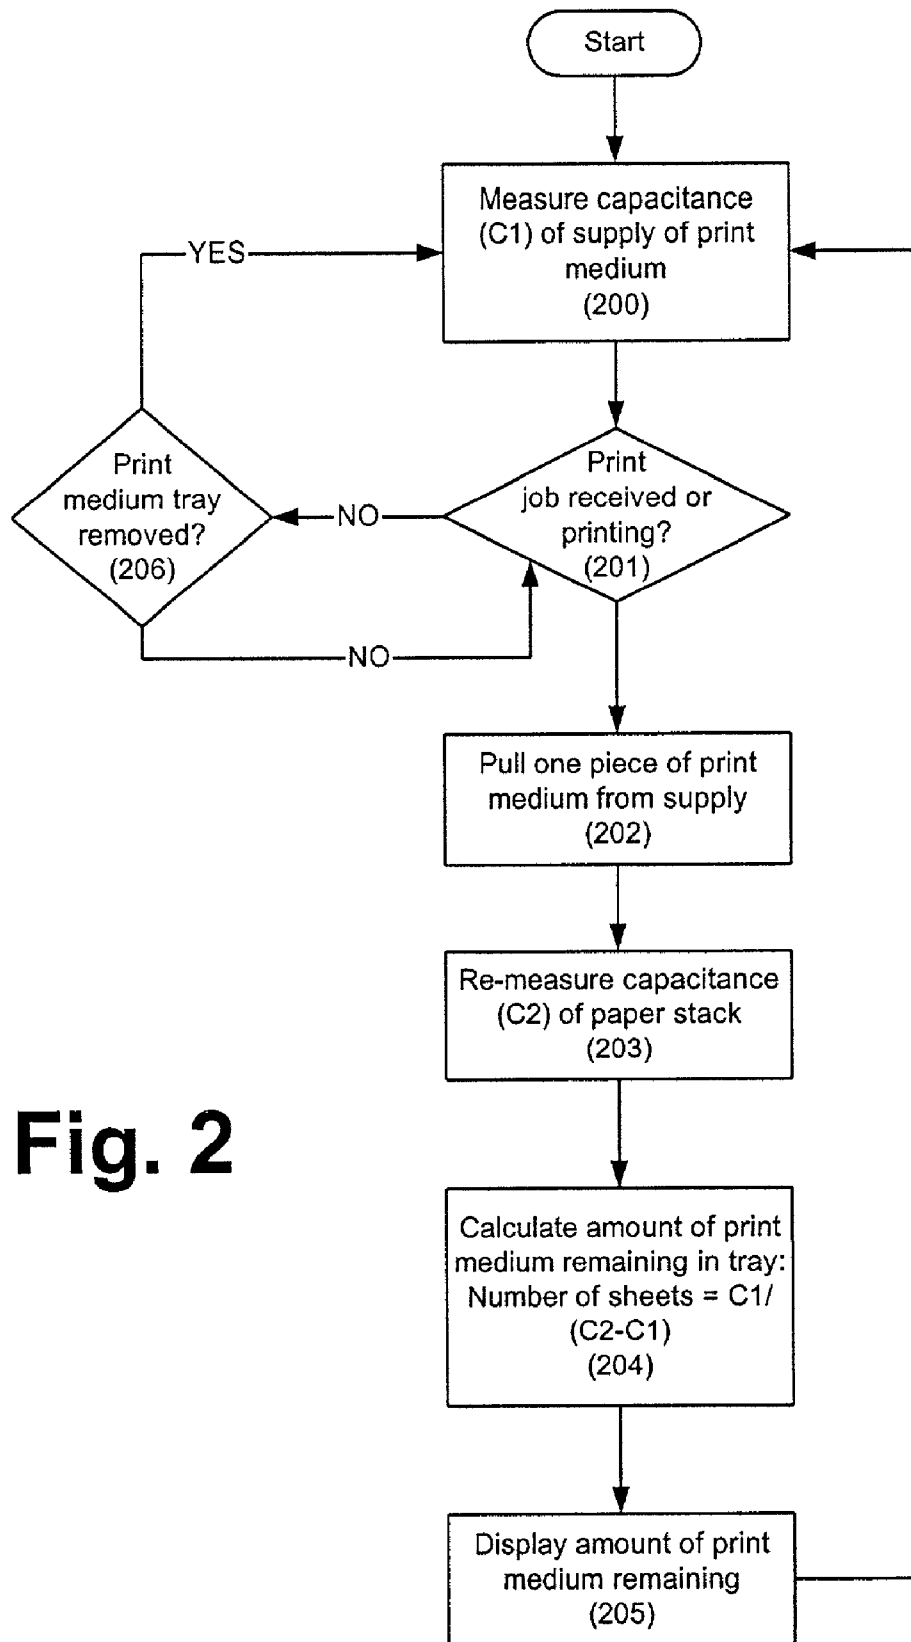 Start
Measure capacitance
(C1) of supply of print
medium
(200)
YES
Print
medium tray
removed?
(206)
NO
Print
job received or
printing?
(201)
NO
Pull one piece of print
medium from supply
(202)
Re-measure capacitance
(C2) of paper stack
(203)
Fig. 2
Calculate amount of print
medium remaining in tray:
Number of sheets = C1/
(C2-C1)
(204)
Display amount of print
medium remaining
(205)